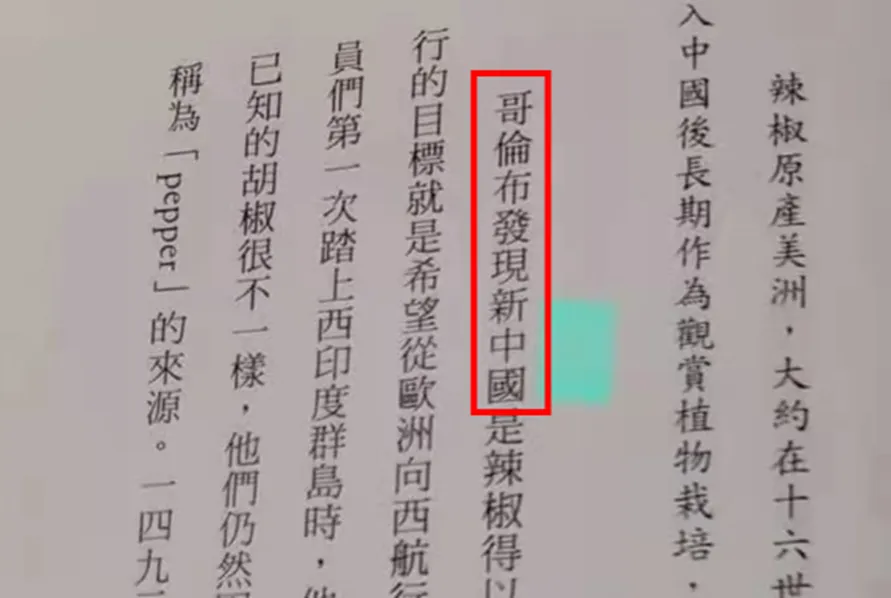 辣椒原產美洲，大約在十六世
入中國後長期作為觀賞植物栽培，
哥倫布發現新中國是辣椒得以
行的目標就是希望從歐洲向西航行
員們第一次踏上西印度群島時，他
已知的胡椒很不一樣，他們仍然
稱為「pepper」的來源。一四九